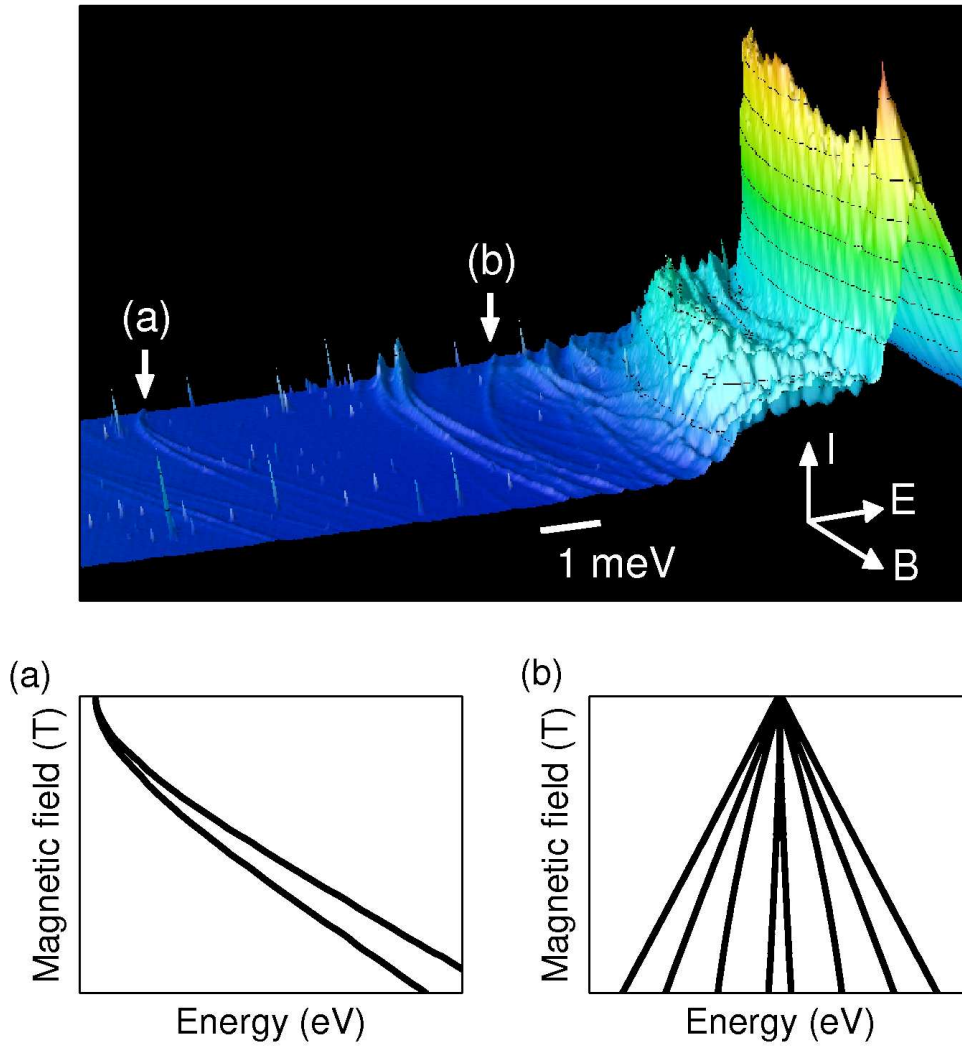 (a)
(b)
I
E
B
1 meV
(a)
Magnetic field (T)
Energy (eV)
(b)
Magnetic field (T)
Energy (eV)